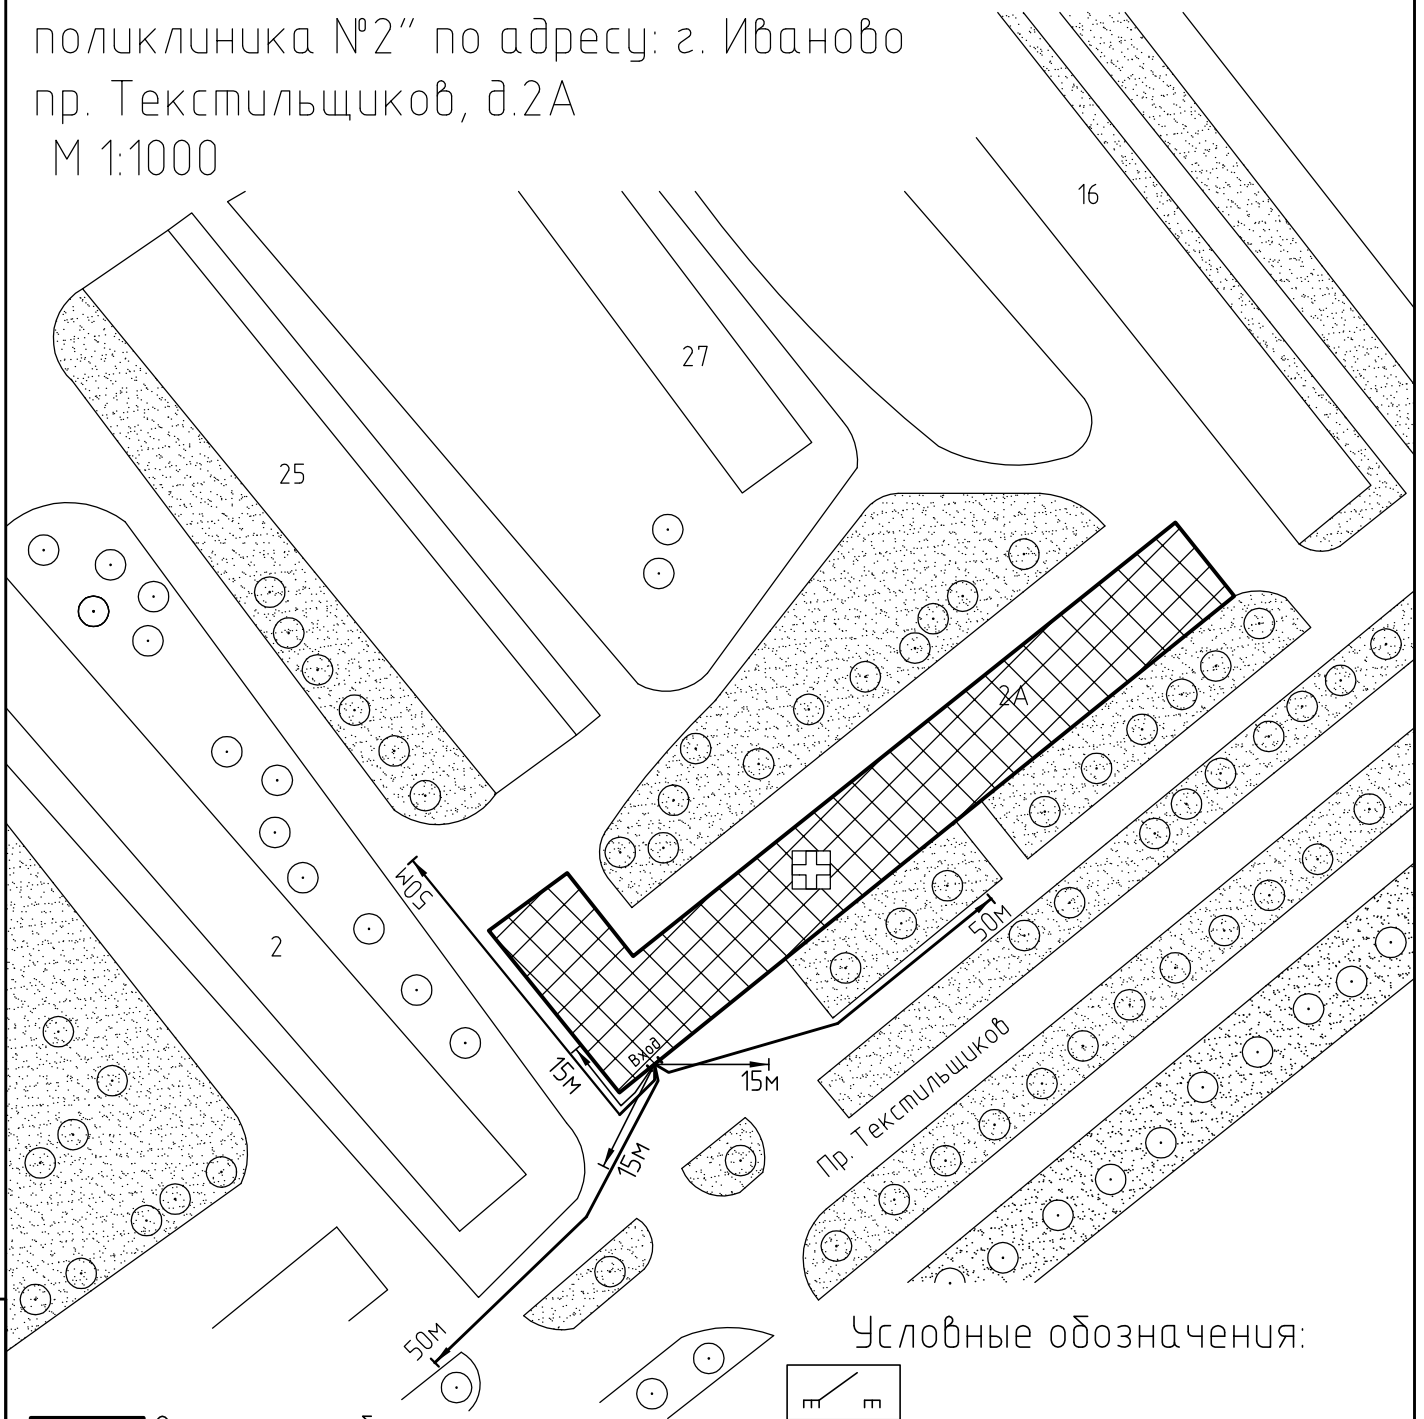 поликлиника №2" по адресу: г. Иваново
пр. Текстильщиков, д.2А
М 1:1000
16
27
25
2А
50м
2
50м
Вход
15м
15м
15м
Пр. Текстильщиков
50м
Условные обозначения: